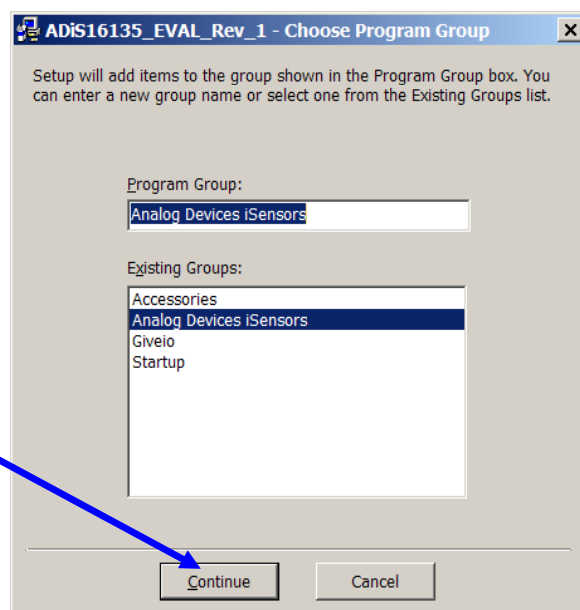 ADiS16135_EVAL_Rev_1 - Choose Program Group
Setup will add items to the group shown in the Program Group box. You
can enter a new group name or select one from the Existing Groups list.
Program Group:
Analog Devices iSensors
Existing Groups:
Accessories
Analog Devices iSensors
Giveio
Startup
Continue
Cancel